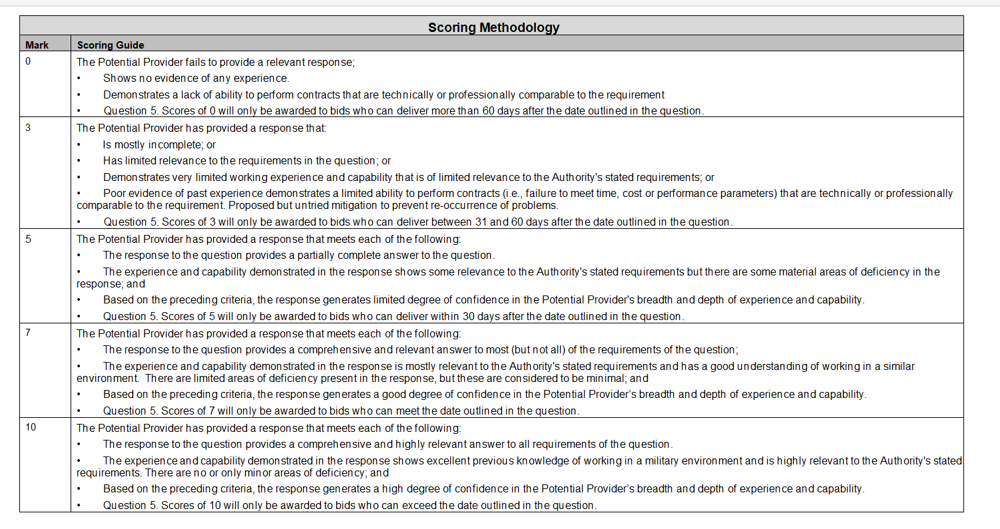 Scoring Methodology
Mark Scoring Guide
0 The Potential Provider fails to provide a relevant response;
• Shows no evidence of any experience.
• Demonstrates a lack of ability to perform contracts that are technically or professionally comparable to the requirement
• Question 5. Scores of 0 will only be awarded to bids who can deliver more than 60 days after the date outlined in the question.
3 The Potential Provider has provided a response that:
• Is mostly incomplete; or
• Has limited relevance to the requirements in the question; or
• Demonstrates very limited working experience and capability that is of limited relevance to the Authority's stated requirements; or
• Poor evidence of past experience demonstrates a limited ability to perform contracts (i.e., failure to meet time, cost or performance parameters) that are technically or professionally
comparable to the requirement. Proposed but untried mitigation to prevent re-occurrence of problems.
• Question 5. Scores of 3 will only be awarded to bids who can deliver between 31 and 60 days after the date outlined in the question.
5 The Potential Provider has provided a response that meets each of the following:
• The response to the question provides a partially complete answer to the question.
• The experience and capability demonstrated in the response shows some relevance to the Authority's stated requirements but there are some material areas of deficiency in the
response; and
• Based on the preceding criteria, the response generates limited degree of confidence in the Potential Provider's breadth and depth of experience and capability.
• Question 5. Scores of 5 will only be awarded to bids who can deliver within 30 days after the date outlined in the question.
7 The Potential Provider has provided a response that meets each of the following:
• The response to the question provides a comprehensive and relevant answer to most (but not all) of the requirements of the question;
• The experience and capability demonstrated in the response is mostly relevant to the Authority's stated requirements and has a good understanding of working in a similar
environment. There are limited areas of deficiency present in the response, but these are considered to be minimal; and
• Based on the preceding criteria, the response generates a good degree of confidence in the Potential Provider's breadth and depth of experience and capability.
• Question 5. Scores of 7 will only be awarded to bids who can meet the date outlined in the question.
10 The Potential Provider has provided a response that meets each of the following:
• The response to the question provides a comprehensive and highly relevant answer to all requirements of the question.
• The experience and capability demonstrated in the response shows excellent previous knowledge of working in a military environment and is highly relevant to the Authority's stated
requirements. There are no or only minor areas of deficiency; and
• Based on the preceding criteria, the response generates a high degree of confidence in the Potential Provider's breadth and depth of experience and capability.
• Question 5. Scores of 10 will only be awarded to bids who can exceed the date outlined in the question.